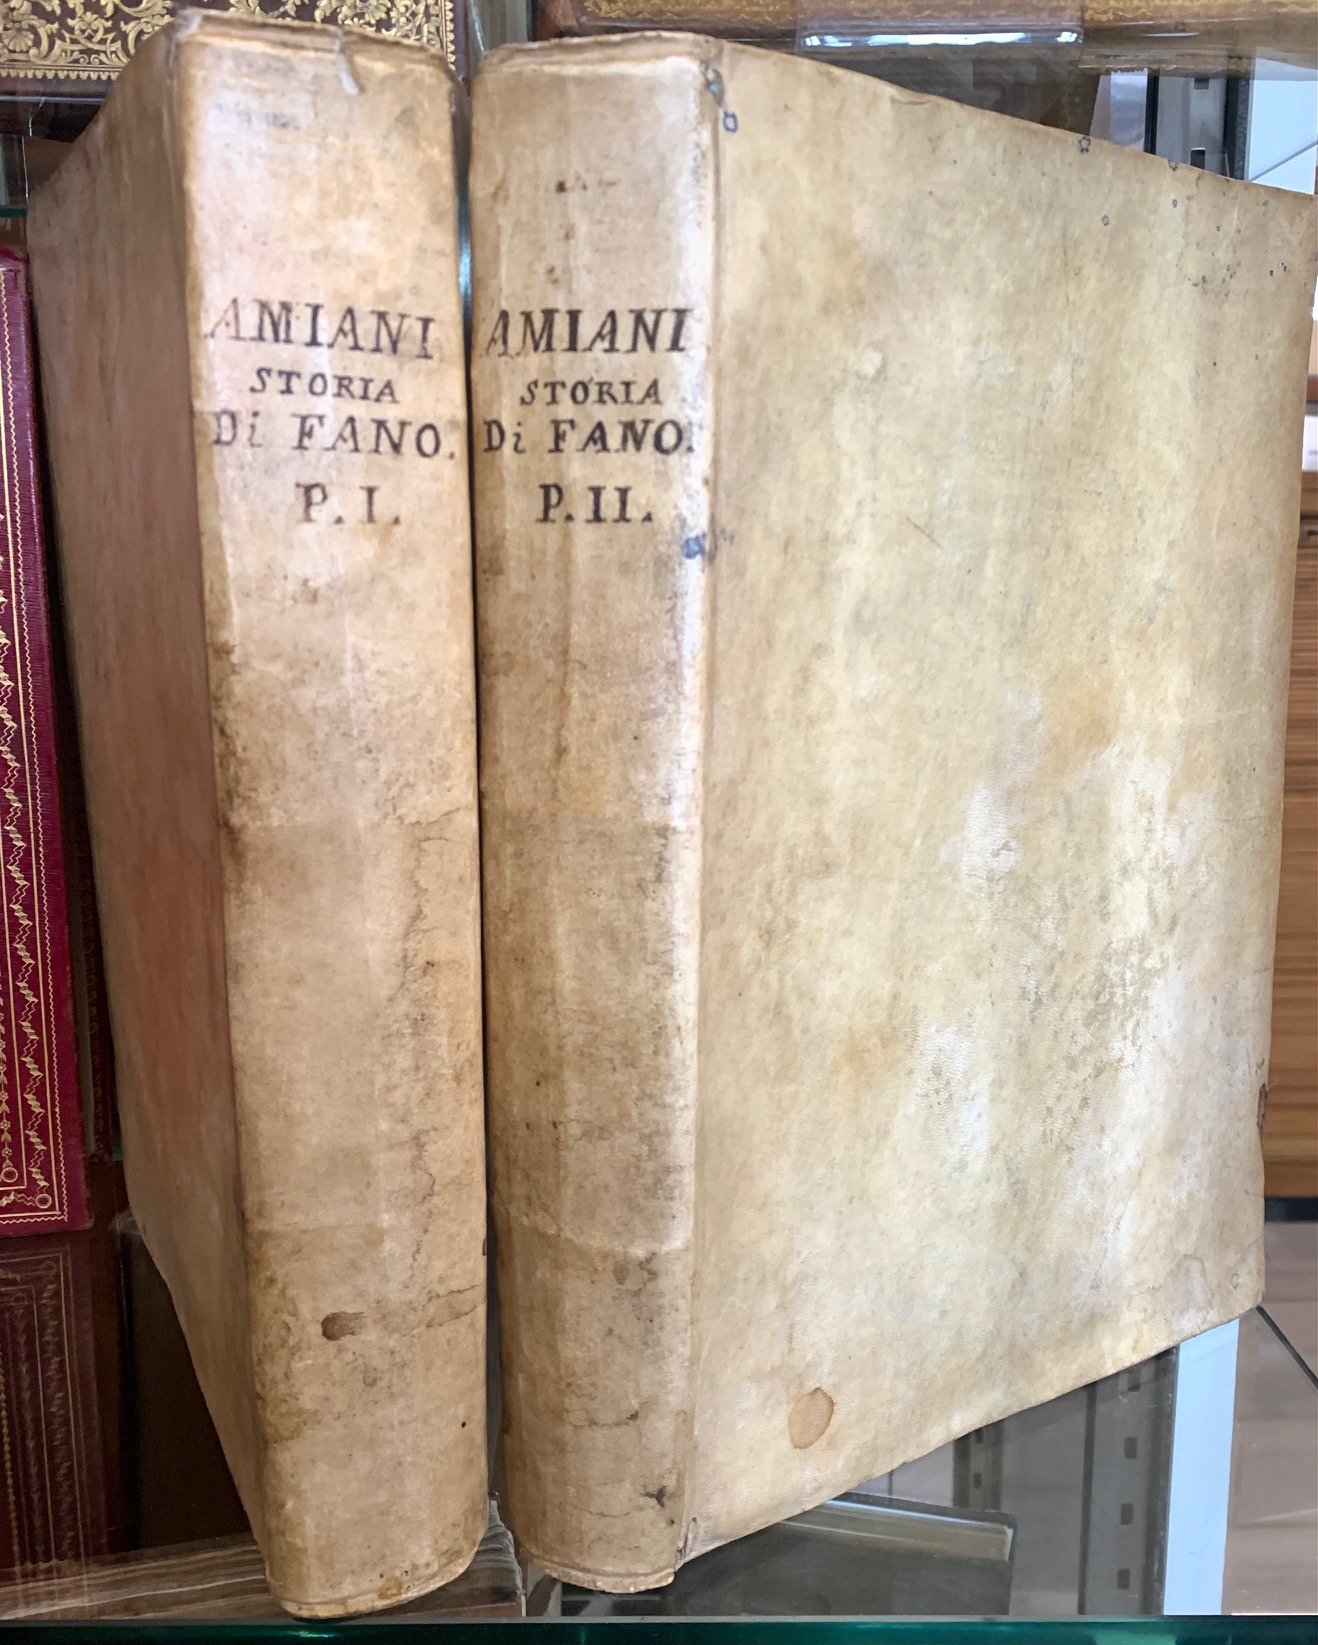 AMIANI
STORIA
Di FANO.
P. I.
AMIANI
STORIA
Di FANO.
P. II.